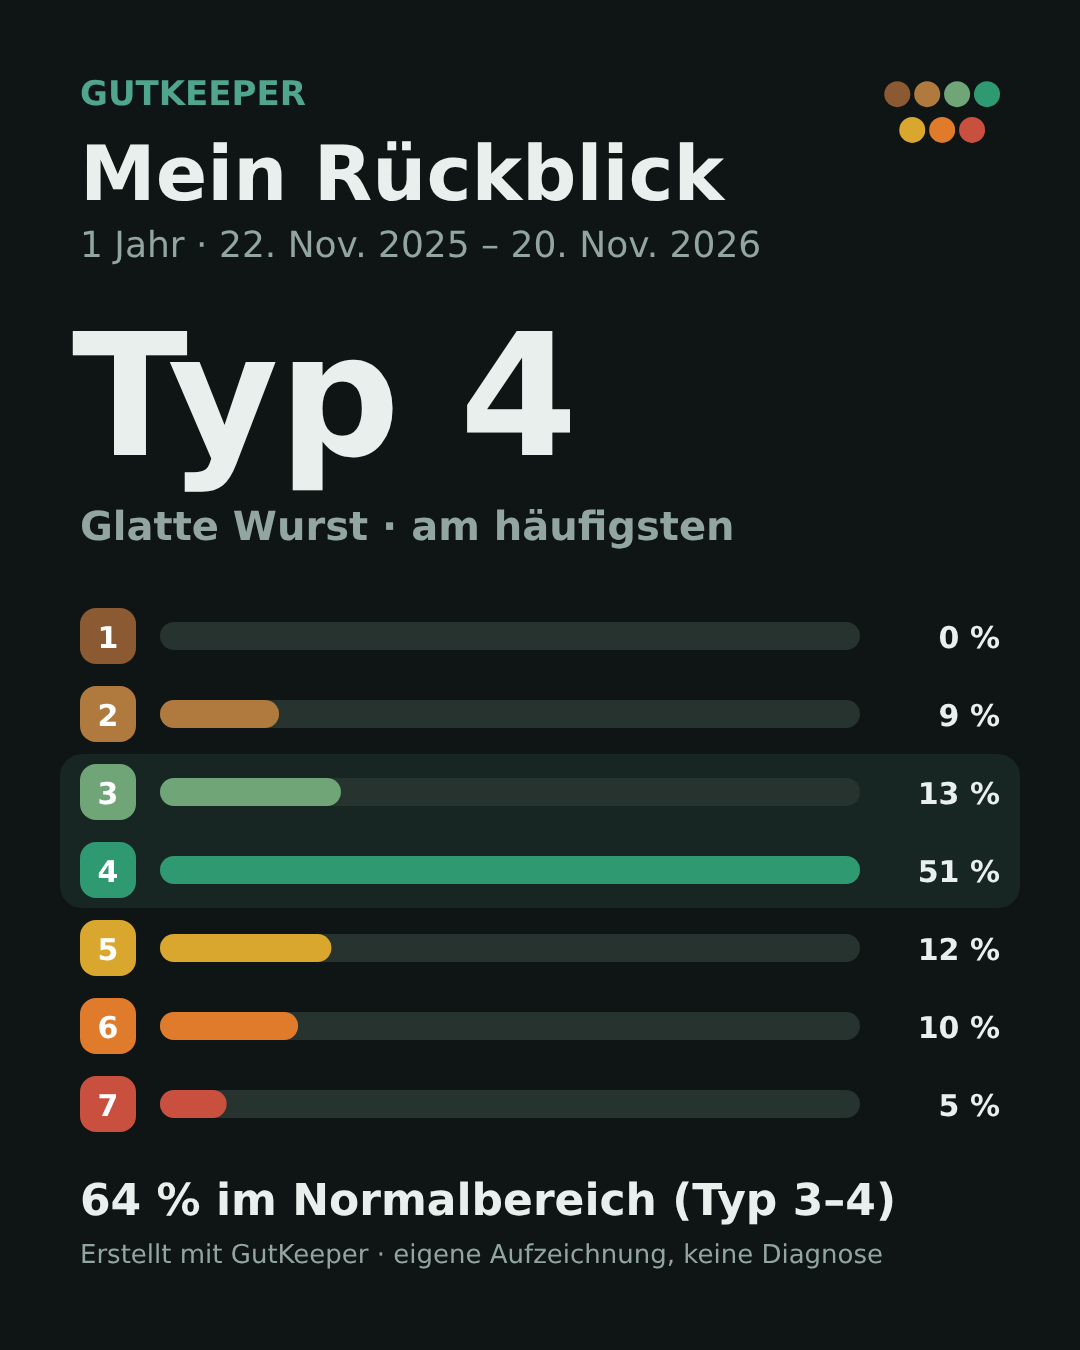 GUTKEEPER
Mein Rückblick
1 Jahr · 22. Nov. 2025 – 20. Nov. 2026
Typ 4
Glatte Wurst · am häufigsten
1 0 %
2 9 %
3 13 %
4 51 %
5 12 %
6 10 %
7 5 %
64 % im Normalbereich (Typ 3–4)
Erstellt mit GutKeeper · eigene Aufzeichnung, keine Diagnose